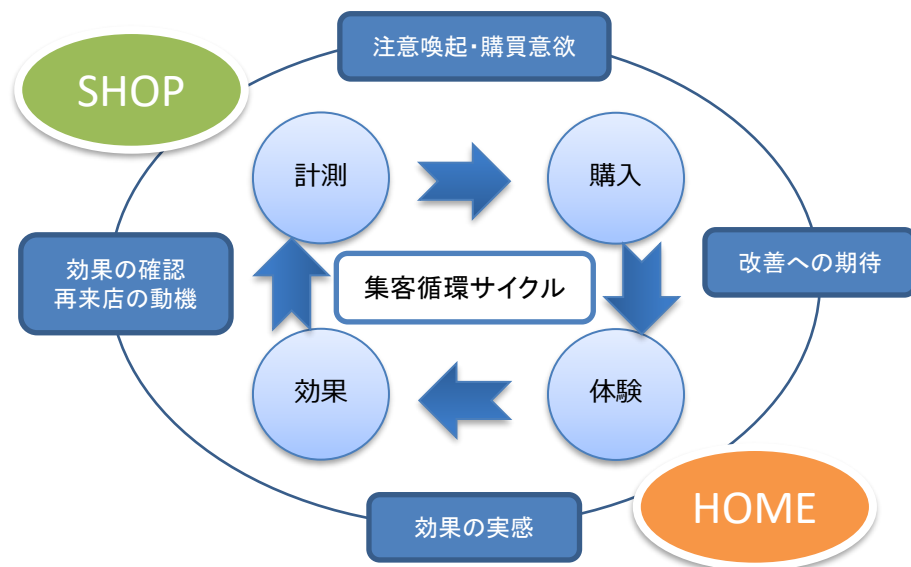 注意喚起・購買意欲
SHOP
計測
購入
効果の確認
再来店の動機
集客循環サイクル
改善への期待
効果
体験
HOME
効果の実感